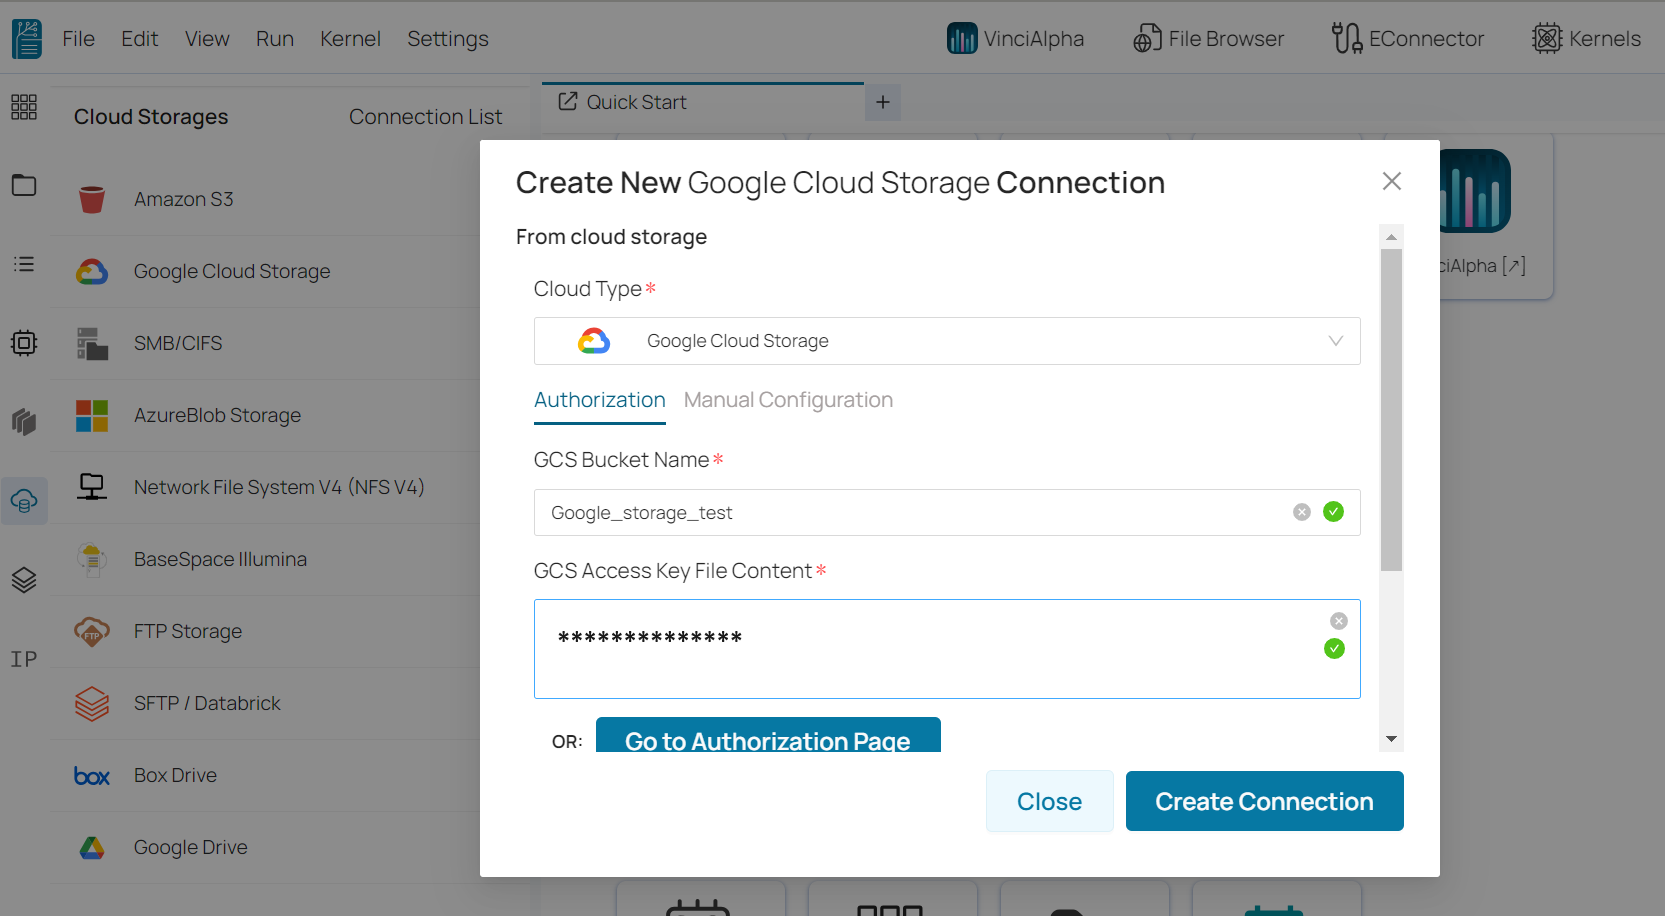 File Edit View Run Kernel Settings
VinciAlpha File Browser EConnector Kernels
Cloud Storages Connection List
Quick Start +
Amazon S3
Google Cloud Storage
SMB/CIFS
AzureBlob Storage
Network File System V4 (NFS V4)
BaseSpace Illumina
FTP
FTP Storage
IP
SFTP / Databrick
box
Box Drive
Google Drive
Create New Google Cloud Storage Connection
From cloud storage
Cloud Type*
Google Cloud Storage
Authorization Manual Configuration
GCS Bucket Name*
Google_storage_test
GCS Access Key File Content*
**************
OR: Go to Authorization Page
Close Create Connection
ciAlpha [↗]